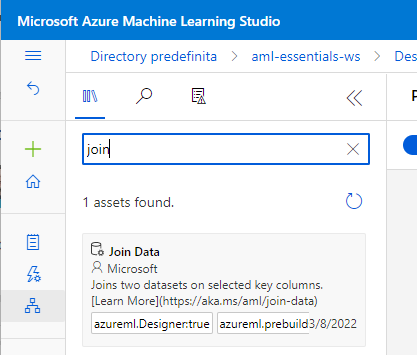 Microsoft Azure Machine Learning Studio
Directory predefinita > aml-essentials-ws > Des
P
join
1 assets found.
Join Data
Microsoft
Joins two datasets on selected key columns.
[Learn More](https://aka.ms/aml/join-data)
azureml.Designer:true azureml.prebuild3/8/2022